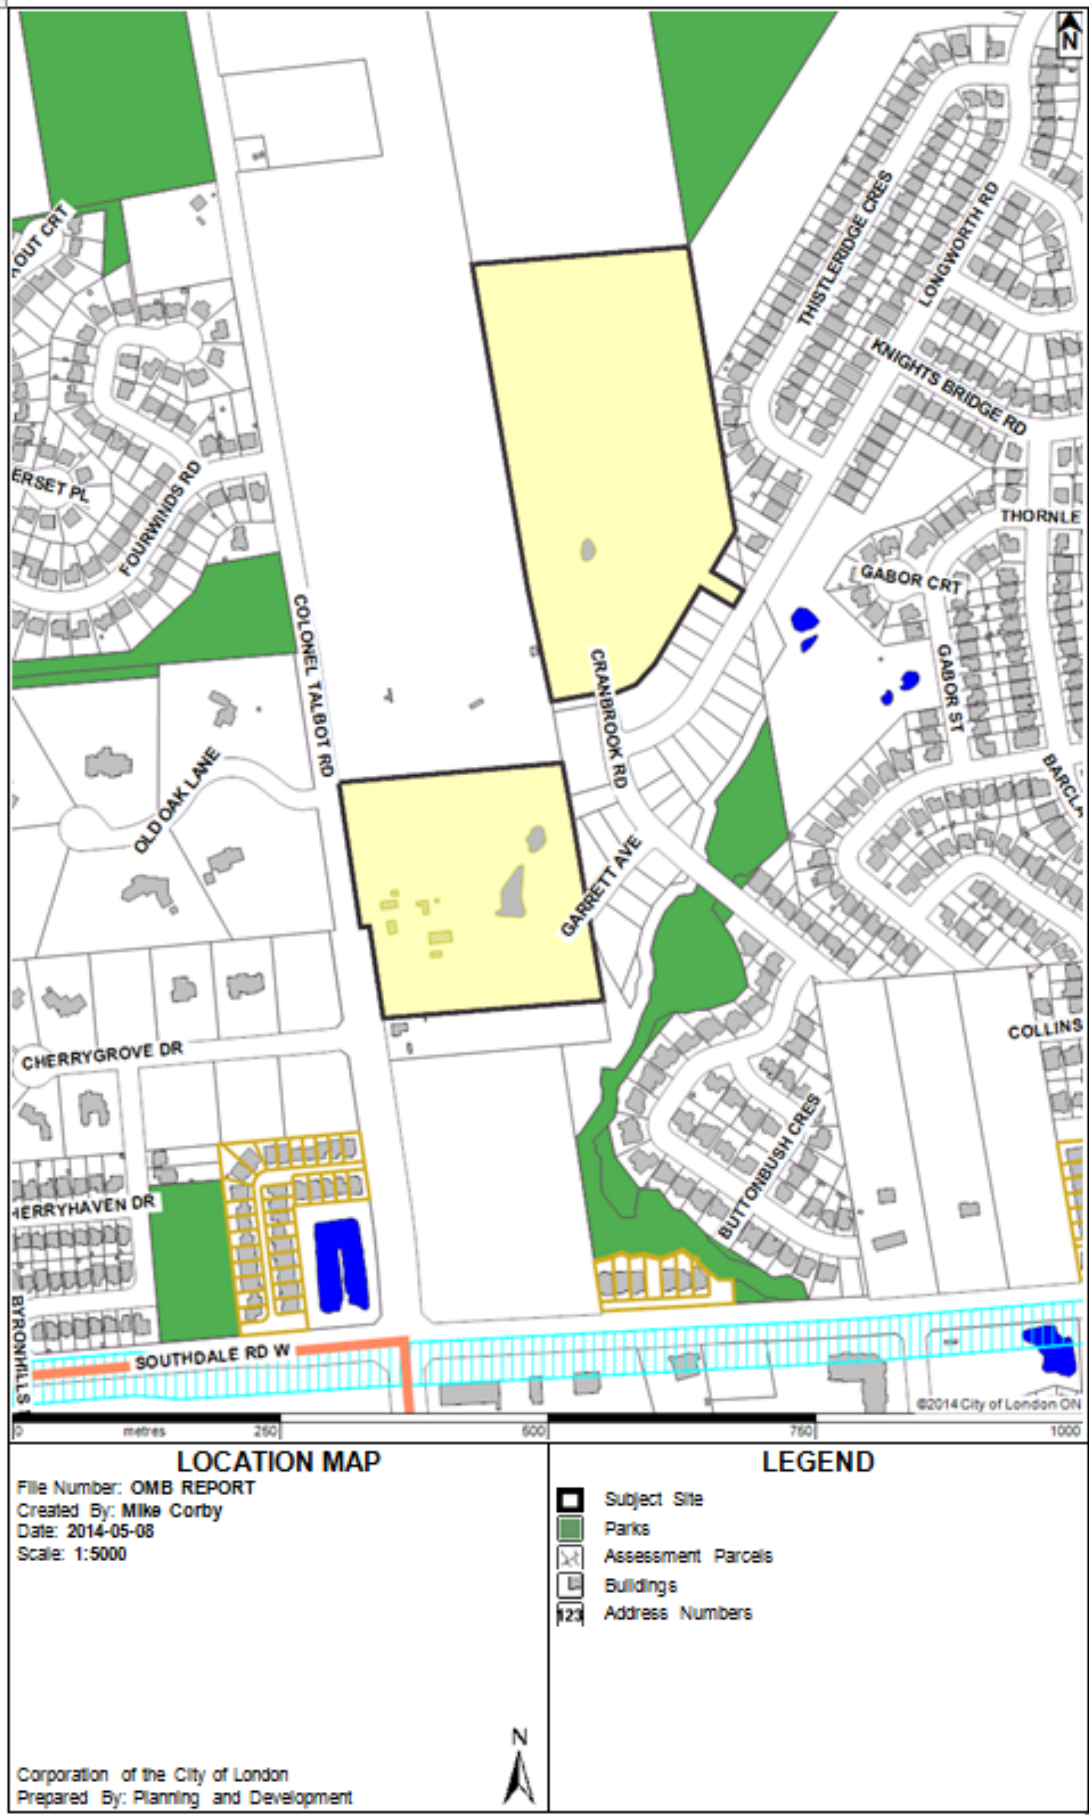 N
THISTLERIDGE CRES
LONGWORTH RD
KNIGHTS BRIDGE RD
ROUT CRT
ERSET PL
FOURWINDS RD
THORNLE
GABOR CRT
GABOR ST
COLONEL TALBOT RD
CRANBROOK RD
OLD OAK LANE
BARCLA
GARRETT AVE
CHERRYGROVE DR
COLLINS
BUTTONBUSH CRES
HERRYHAVEN DR
BYRONHILLS
SOUTHDALE RD W
©2014 City of London ON
0 metres 250 500 750 1000
LOCATION MAP
File Number: OMB REPORT
Created By: Mike Corby
Date: 2014-05-08
Scale: 1:5000
N
Corporation of the City of London
Prepared By: Planning and Development
LEGEND
Subject Site
Parks
Assessment Parcels
Buildings
123 Address Numbers